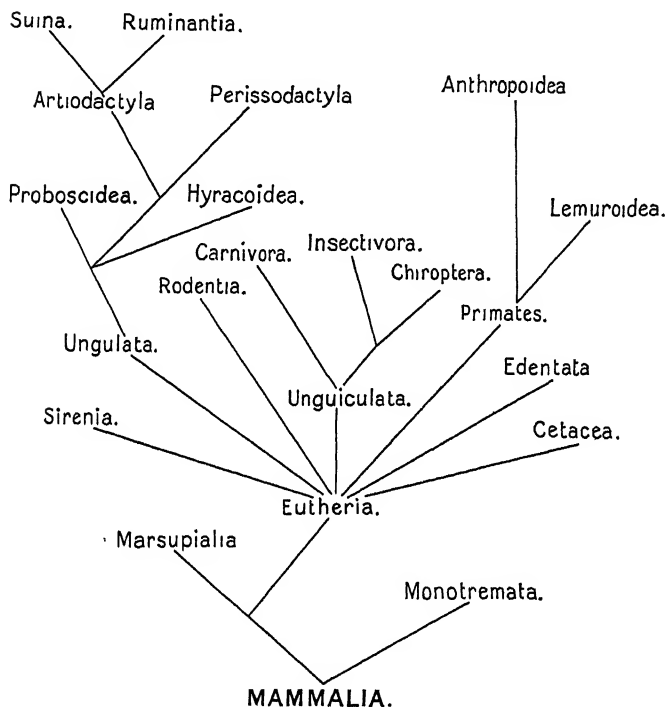 Suina.
Ruminantia.
Artiodactyla
Perissodactyla
Anthropoidea
Proboscidea.
Hyracoidea.
Lemuroidea.
Carnivora.
Insectivora.
Chiroptera.
Rodentia.
Primates.
Ungulata.
Unguiculata.
Edentata
Sirenia.
Cetacea.
Eutheria.
Marsupialia
Monotremata.
MAMMALIA.